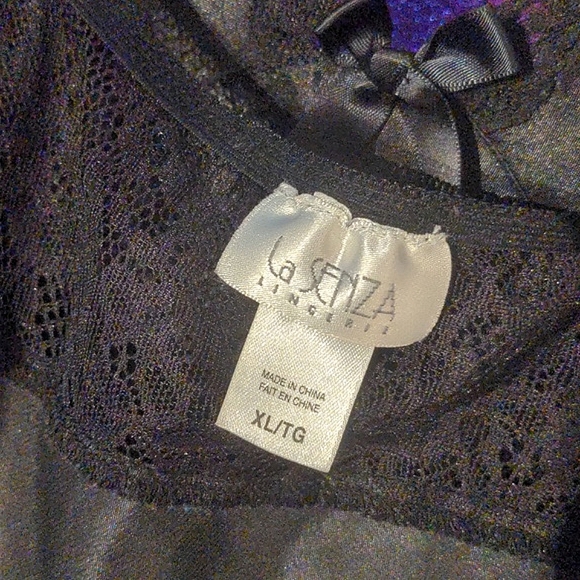 La SENZA
LINGERIE
MADE IN CHINA
FAIT EN CHINE
XL/TG